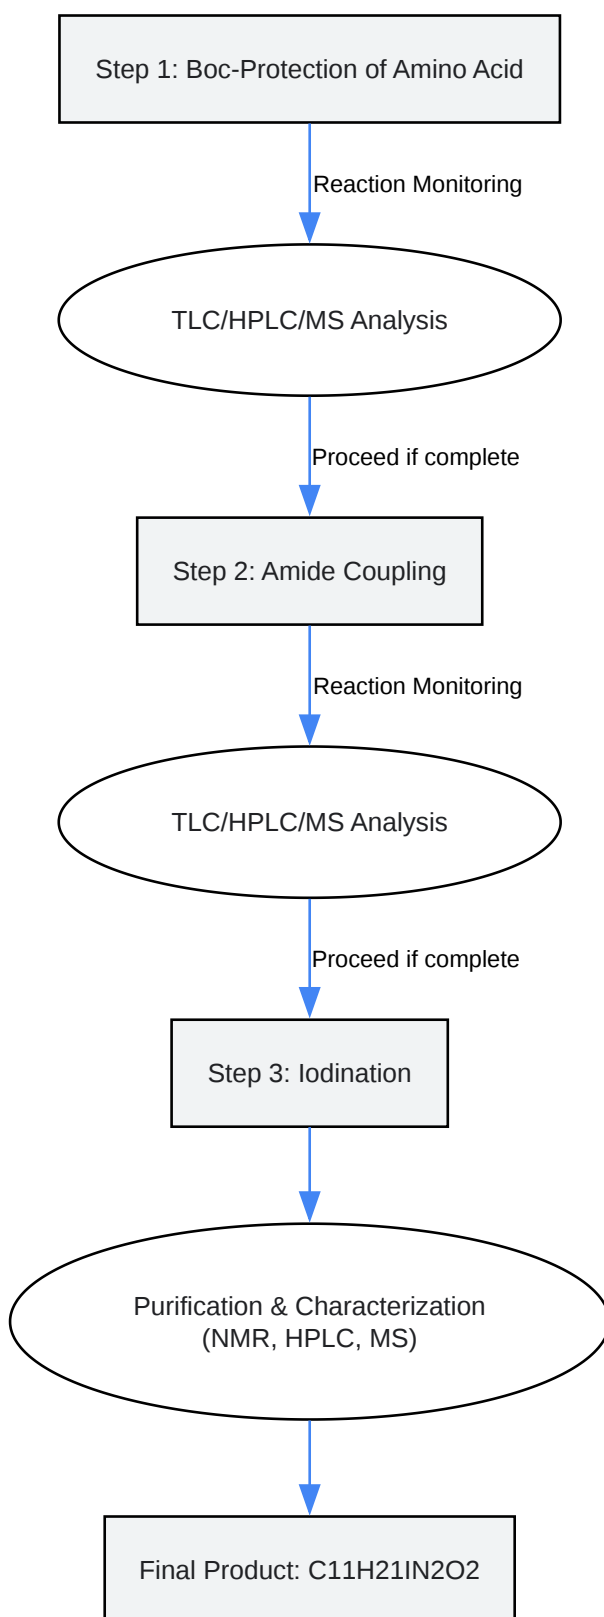 Step 1: Boc-Protection of Amino Acid
Reaction Monitoring
TLC/HPLC/MS Analysis
Proceed if complete
Step 2: Amide Coupling
Reaction Monitoring
TLC/HPLC/MS Analysis
Proceed if complete
Step 3: Iodination
Purification & Characterization
(NMR, HPLC, MS)
Final Product: C11H21IN2O2